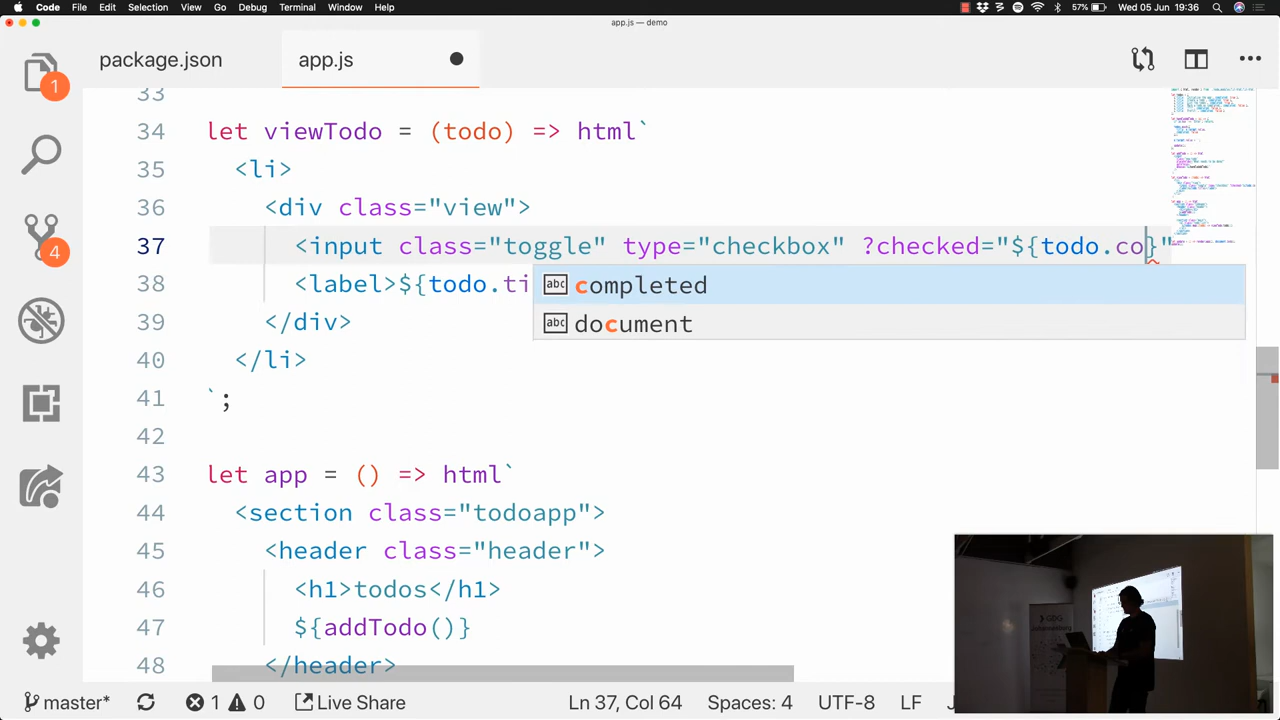 Code File Edit Selection View Go Debug Terminal Window Help 57% Wed 05 Jun 19:36
app.js — demo
package.json app.js
1
4
33
34 let viewTodo = (todo) => html`
35 <li>
36 <div class="view">
37 <input class="toggle" type="checkbox" ?checked="${todo.co}"
abc completed
38 <label>${todo.ti
abc document
39 </div>
40 </li>
41 `;
42
43 let app = () => html`
44 <section class="todoapp">
45 <header class="header">
46 <h1>todos</h1>
47 ${addTodo()}
48 </header>
master* 1 0 Live Share Ln 37, Col 64 Spaces: 4 UTF-8 LF